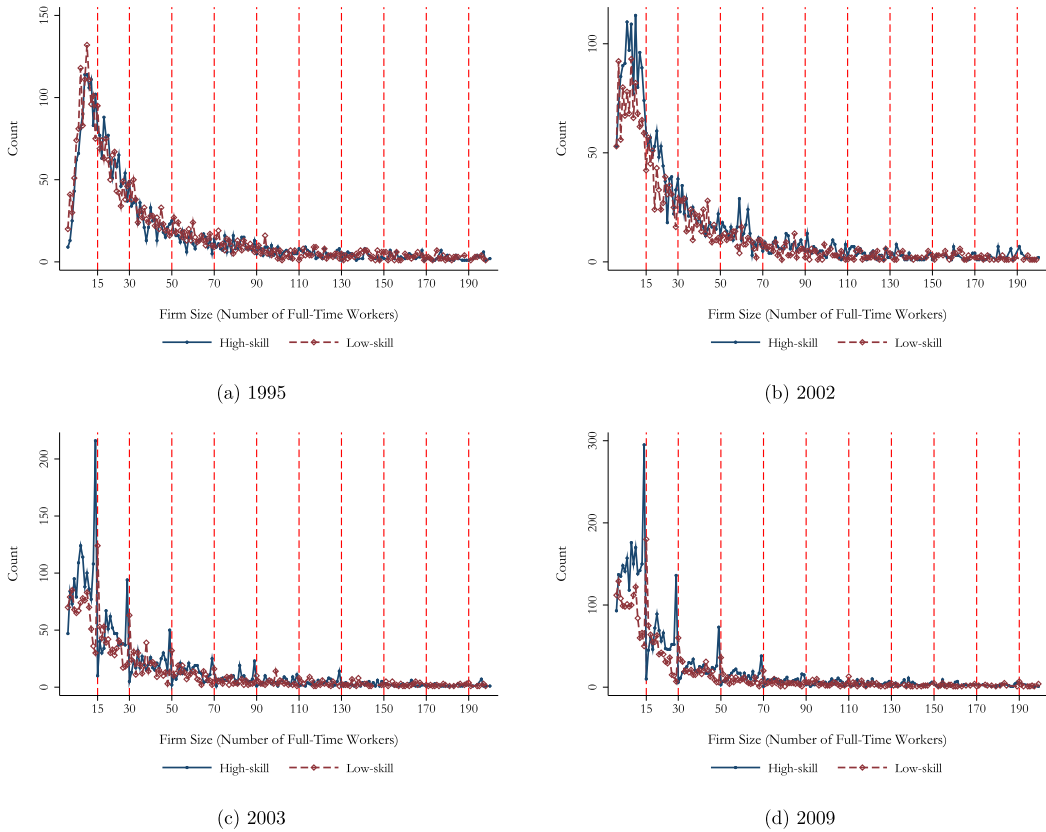 Count
0 50 100 150
15 30 50 70 90 110 130 150 170 190
Firm Size (Number of Full-Time Workers)
High-skill Low-skill
(a) 1995
Count
0 50 100
15 30 50 70 90 110 130 150 170 190
Firm Size (Number of Full-Time Workers)
High-skill Low-skill
(b) 2002
Count
0 50 100 150 200
15 30 50 70 90 110 130 150 170 190
Firm Size (Number of Full-Time Workers)
High-skill Low-skill
(c) 2003
Count
0 100 200 300
15 30 50 70 90 110 130 150 170 190
Firm Size (Number of Full-Time Workers)
High-skill Low-skill
(d) 2009